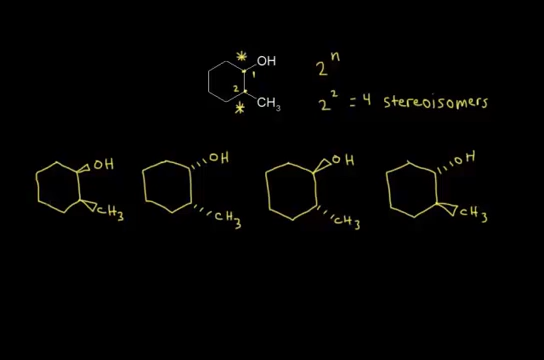 * OH
1
2
* CH3
2^n
2^2 = 4 stereoisomers
OH OH OH OH
CH3 CH3 CH3 CH3